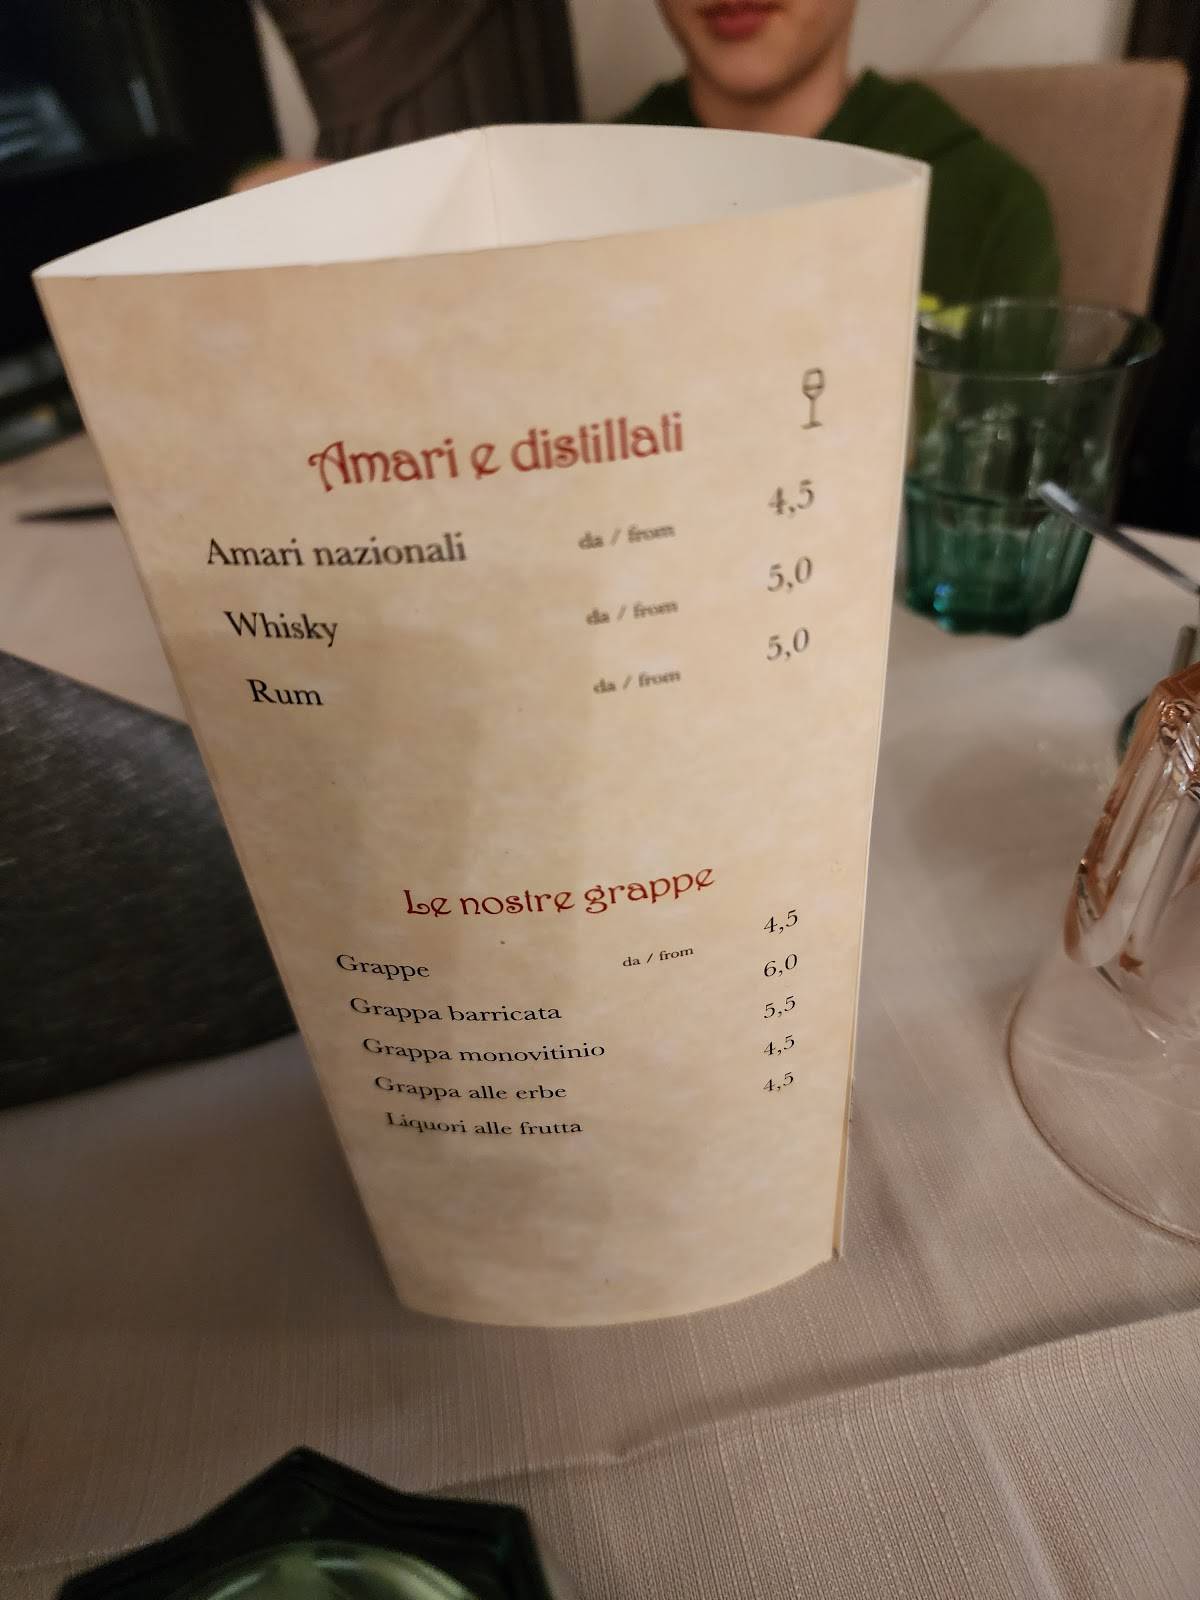 Amari e distillati
Amari nazionali da / from 4,5
Whisky da / from 5,0
Rum da / from 5,0
Le nostre grappe
Grappe da / from 4,5
Grappa barricata 6,0
Grappa monovitinio 5,5
Grappa alle erbe 4,5
Liquori alle frutta 4,5